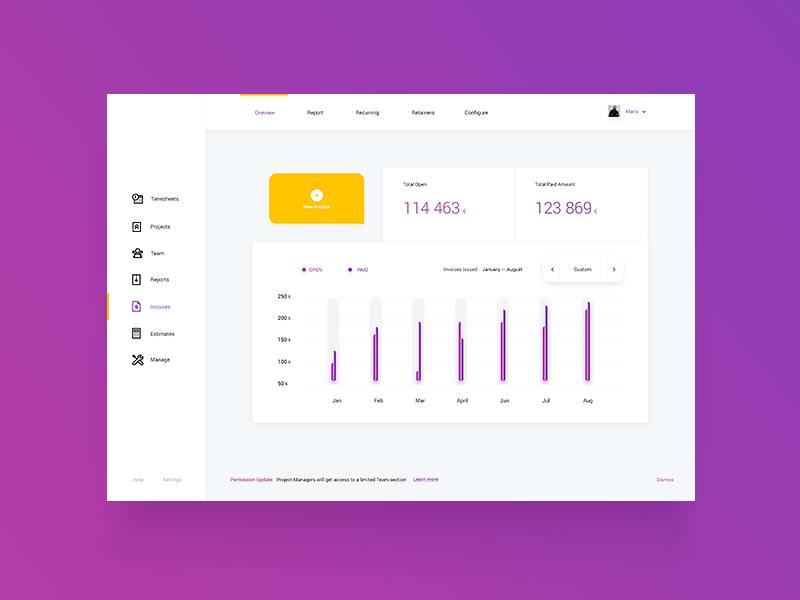 Overview Report Recurring Retainers Configure Mario
Timesheets
Projects
Team
Reports
Invoices
Estimates
Manage
Help Settings
New Invoice
Total Open
114 463 €
Total Paid Amount
123 869 €
OPEN PAID
Invoices Issued: January — August
Custom
250 k
200 k
150 k
100 k
50 k
Jan Feb Mar April Jun Jul Aug
Permission Update: Project Managers will get access to a limited Team section Learn more
Dismiss